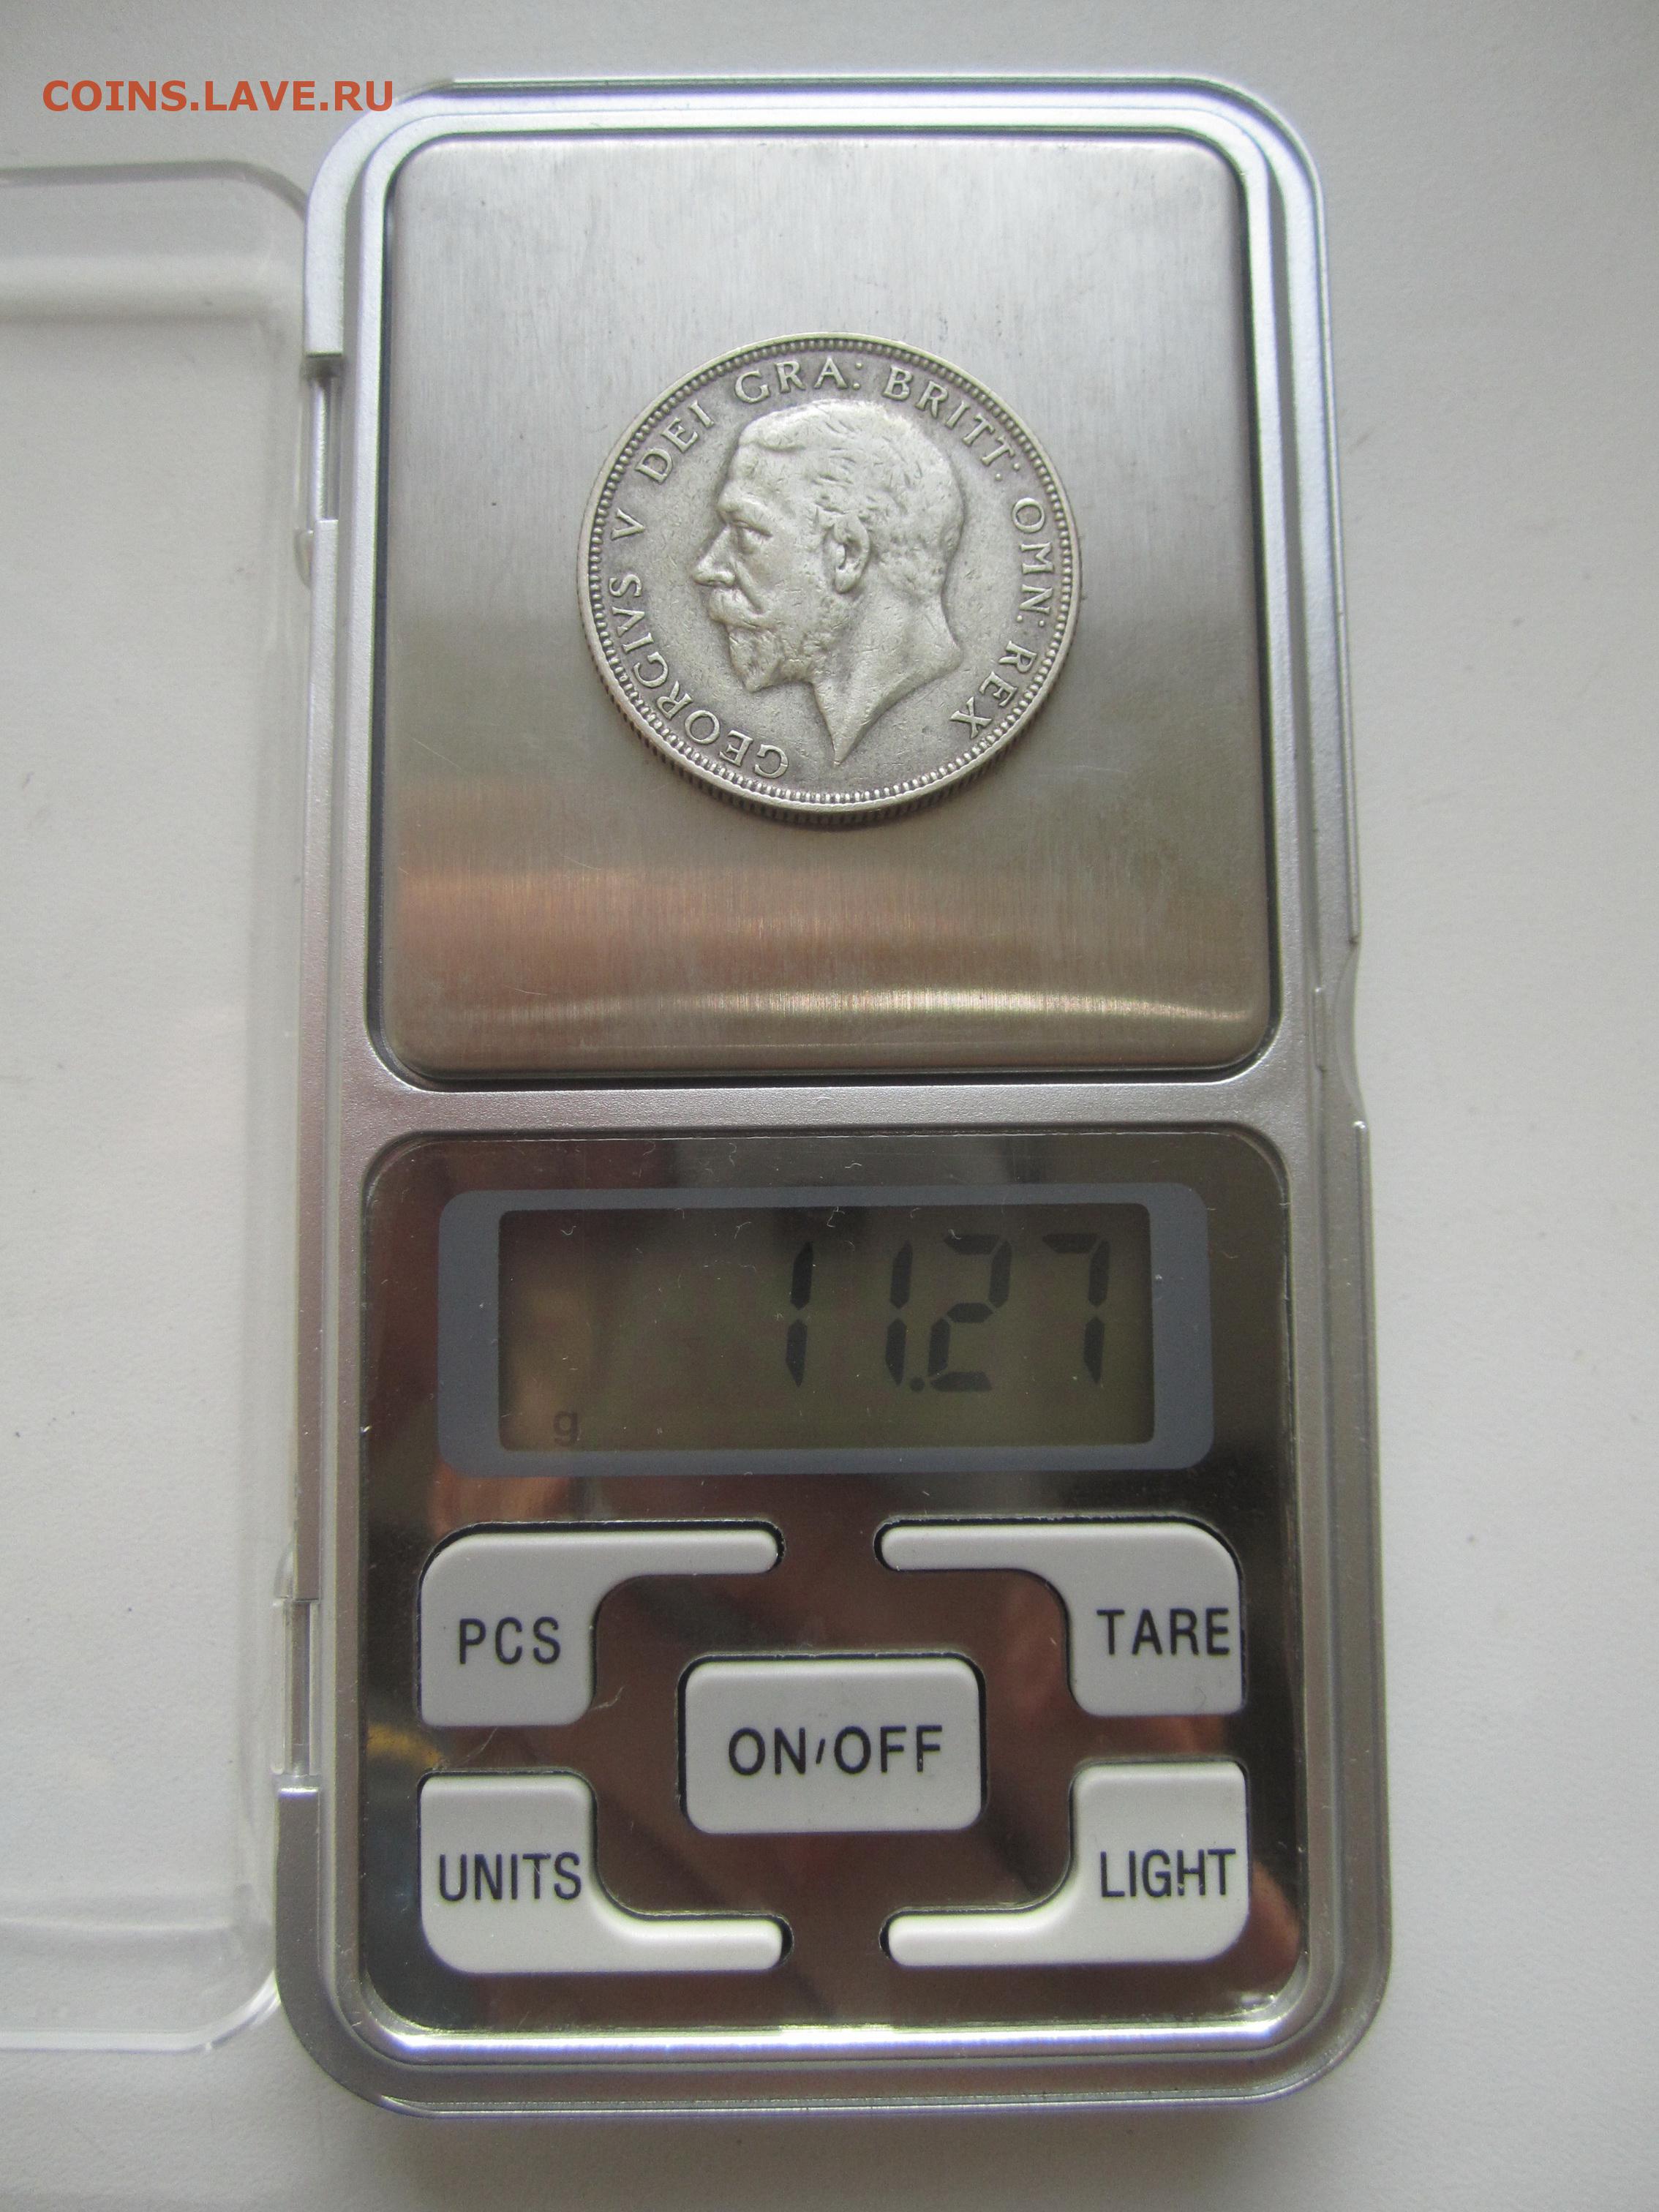 COINS.LAVE.RU
GEORGIVS V DEI GRA: BRITT: OMN: REX
11.27
g
PCS
TARE
ON/OFF
UNITS
LIGHT